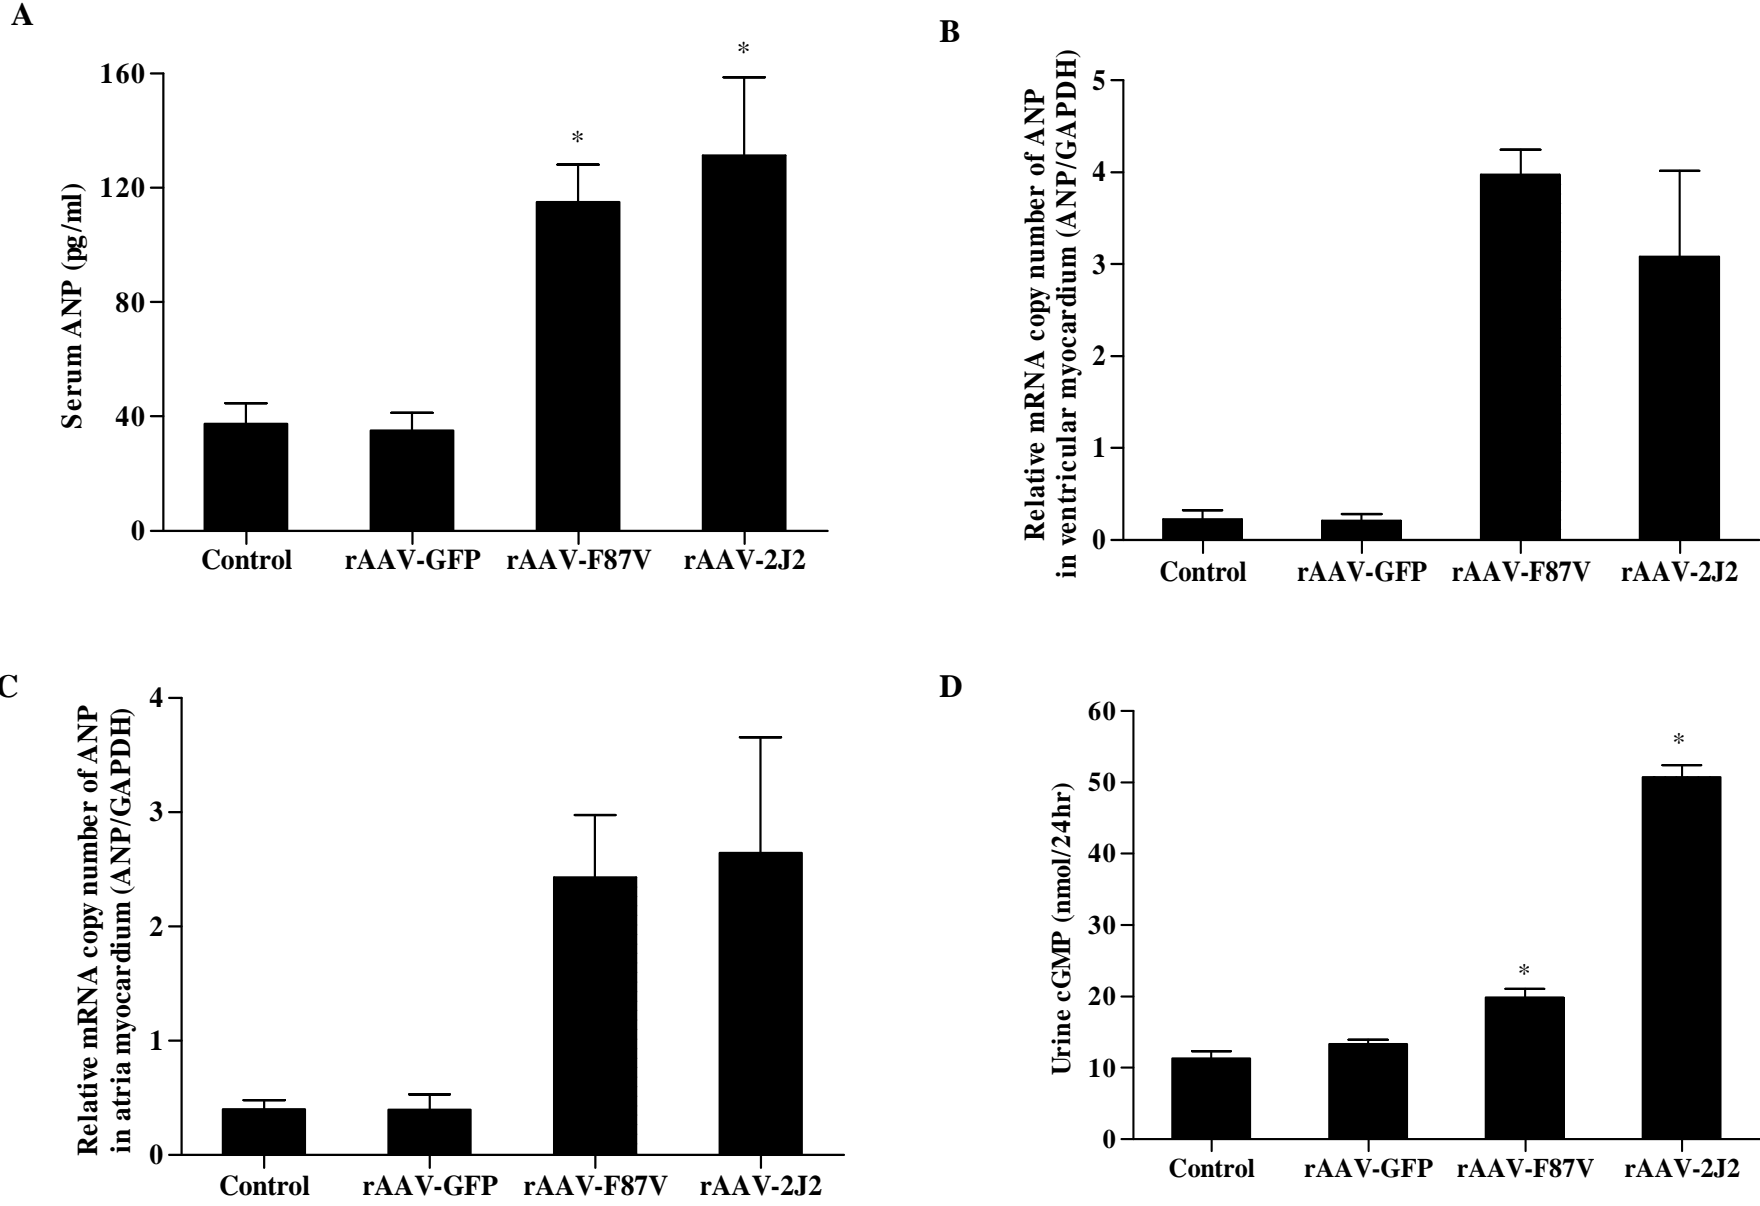 A
Serum ANP (pg/ml)
160
120
80
40
0
*
*
Control rAAV-GFP rAAV-F87V rAAV-2J2
B
Relative mRNA copy number of ANP
in ventricular myocardium (ANP/GAPDH)
5
4
3
2
1
0
Control rAAV-GFP rAAV-F87V rAAV-2J2
C
Relative mRNA copy number of ANP
in atria myocardium (ANP/GAPDH)
4
3
2
1
0
Control rAAV-GFP rAAV-F87V rAAV-2J2
D
Urine cGMP (nmol/24hr)
60
50
40
30
20
10
0
*
*
Control rAAV-GFP rAAV-F87V rAAV-2J2